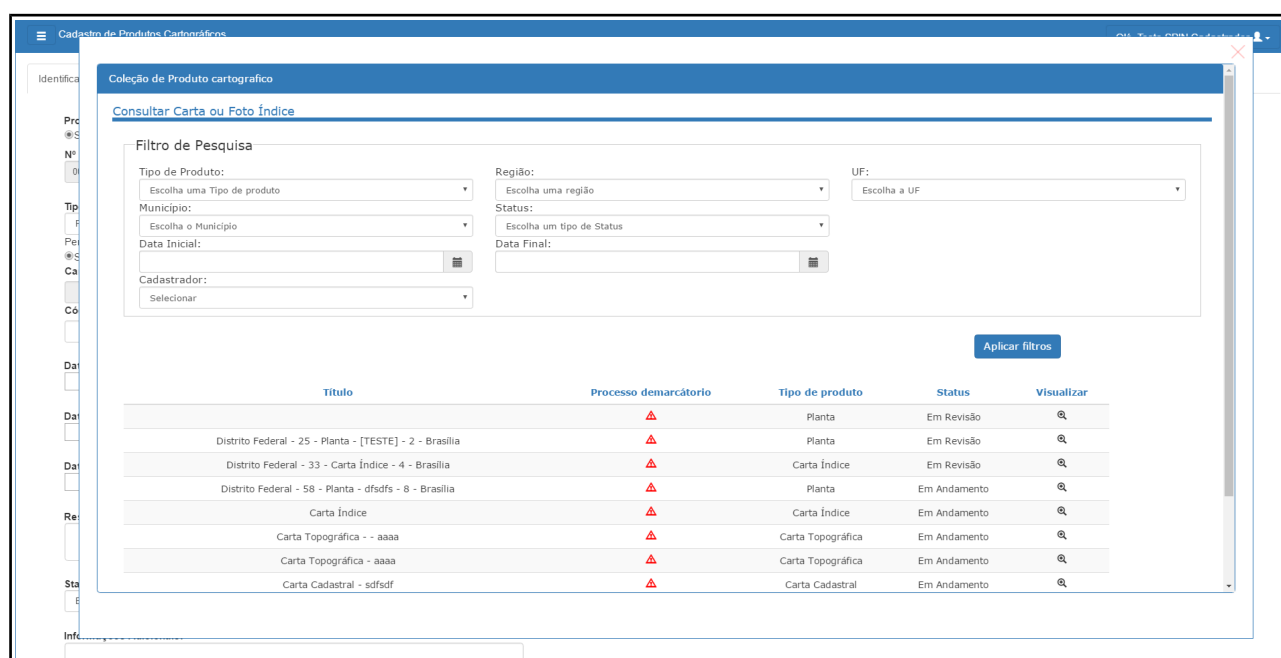 Cadastro de Produtos Cartográficos
Coleção de Produto cartografico
Consultar Carta ou Foto Índice
Filtro de Pesquisa
Tipo de Produto: Região: UF:
Escolha uma Tipo de produto Escolha uma região Escolha a UF
Municipio: Status:
Escolha o Município Escolha um tipo de Status
Data Inicial: Data Final:
Cadastrador:
Selecionar
Aplicar filtros
Título Processo demarcátorio Tipo de produto Status Visualizar
Planta Em Revisão
Distrito Federal - 25 - Planta - [TESTE] - 2 - Brasília Planta Em Revisão
Distrito Federal - 33 - Carta Índice - 4 - Brasília Carta Índice Em Revisão
Distrito Federal - 58 - Planta - dfsdfs - 8 - Brasília Planta Em Andamento
Carta Índice Carta Índice Em Andamento
Carta Topográfica - - aaaa Carta Topográfica Em Andamento
Carta Topográfica - aaaa Carta Topográfica Em Andamento
Carta Cadastral - sdfsdf Carta Cadastral Em Andamento